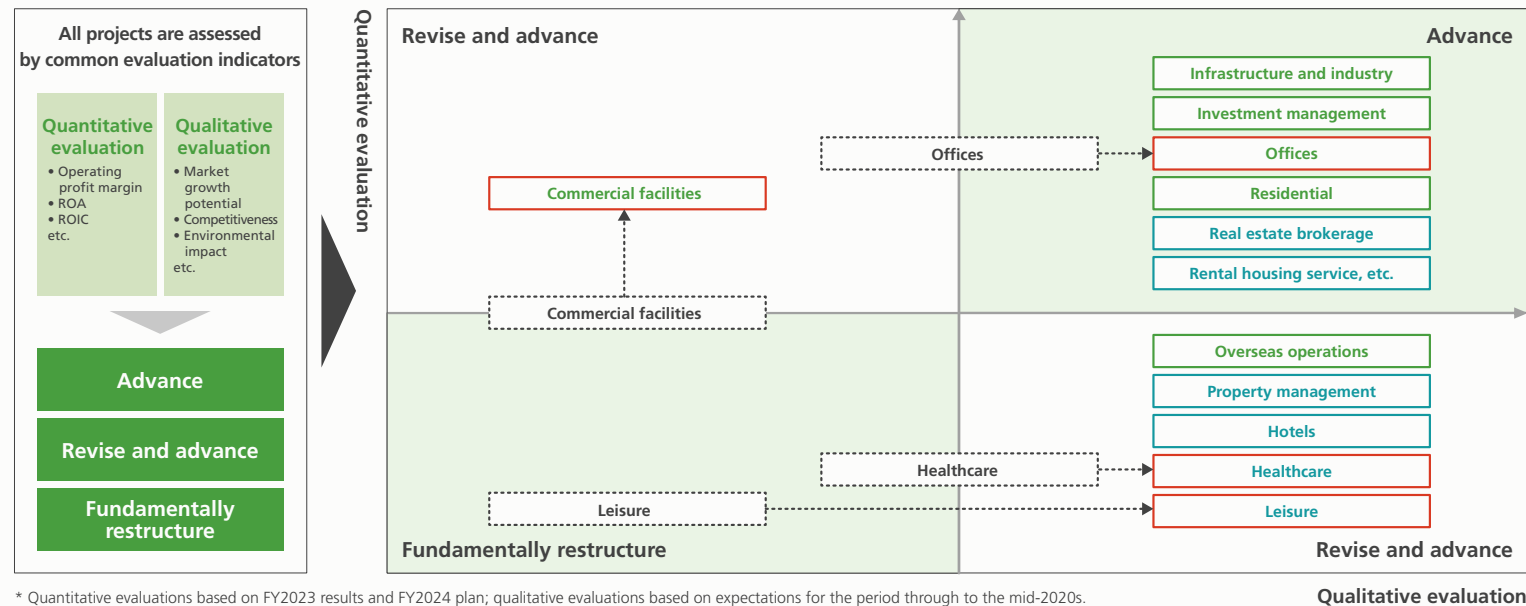 All projects are assessed
by common evaluation indicators
Quantitative
evaluation
• Operating
profit margin
• ROA
• ROIC
etc.
Qualitative
evaluation
• Market
growth
potential
• Competitiveness
• Environmental
impact
etc.
Advance
Revise and advance
Fundamentally
restructure
Quantitative evaluation
Revise and advance
Commercial facilities
Commercial facilities
Offices
Advance
Infrastructure and industry
Investment management
Offices
Residential
Real estate brokerage
Rental housing service, etc.
Healthcare
Leisure
Fundamentally restructure
Overseas operations
Property management
Hotels
Healthcare
Leisure
Revise and advance
Qualitative evaluation
* Quantitative evaluations based on FY2023 results and FY2024 plan; qualitative evaluations based on expectations for the period through to the mid-2020s.